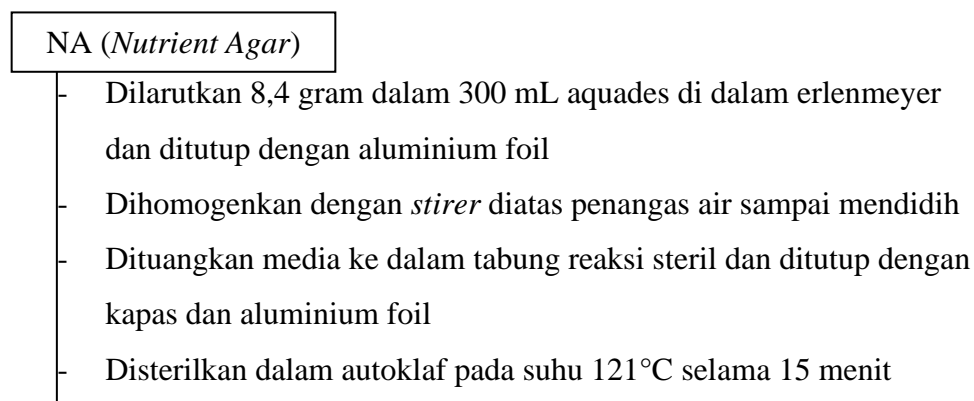 NA (Nutrient Agar)
- Dilarutkan 8,4 gram dalam 300 mL aquades di dalam erlenmeyer
dan ditutup dengan aluminium foil
- Dihomogenkan dengan stirer diatas penangas air sampai mendidih
- Dituangkan media ke dalam tabung reaksi steril dan ditutup dengan
kapas dan aluminium foil
- Disterilkan dalam autoklaf pada suhu 121°C selama 15 menit